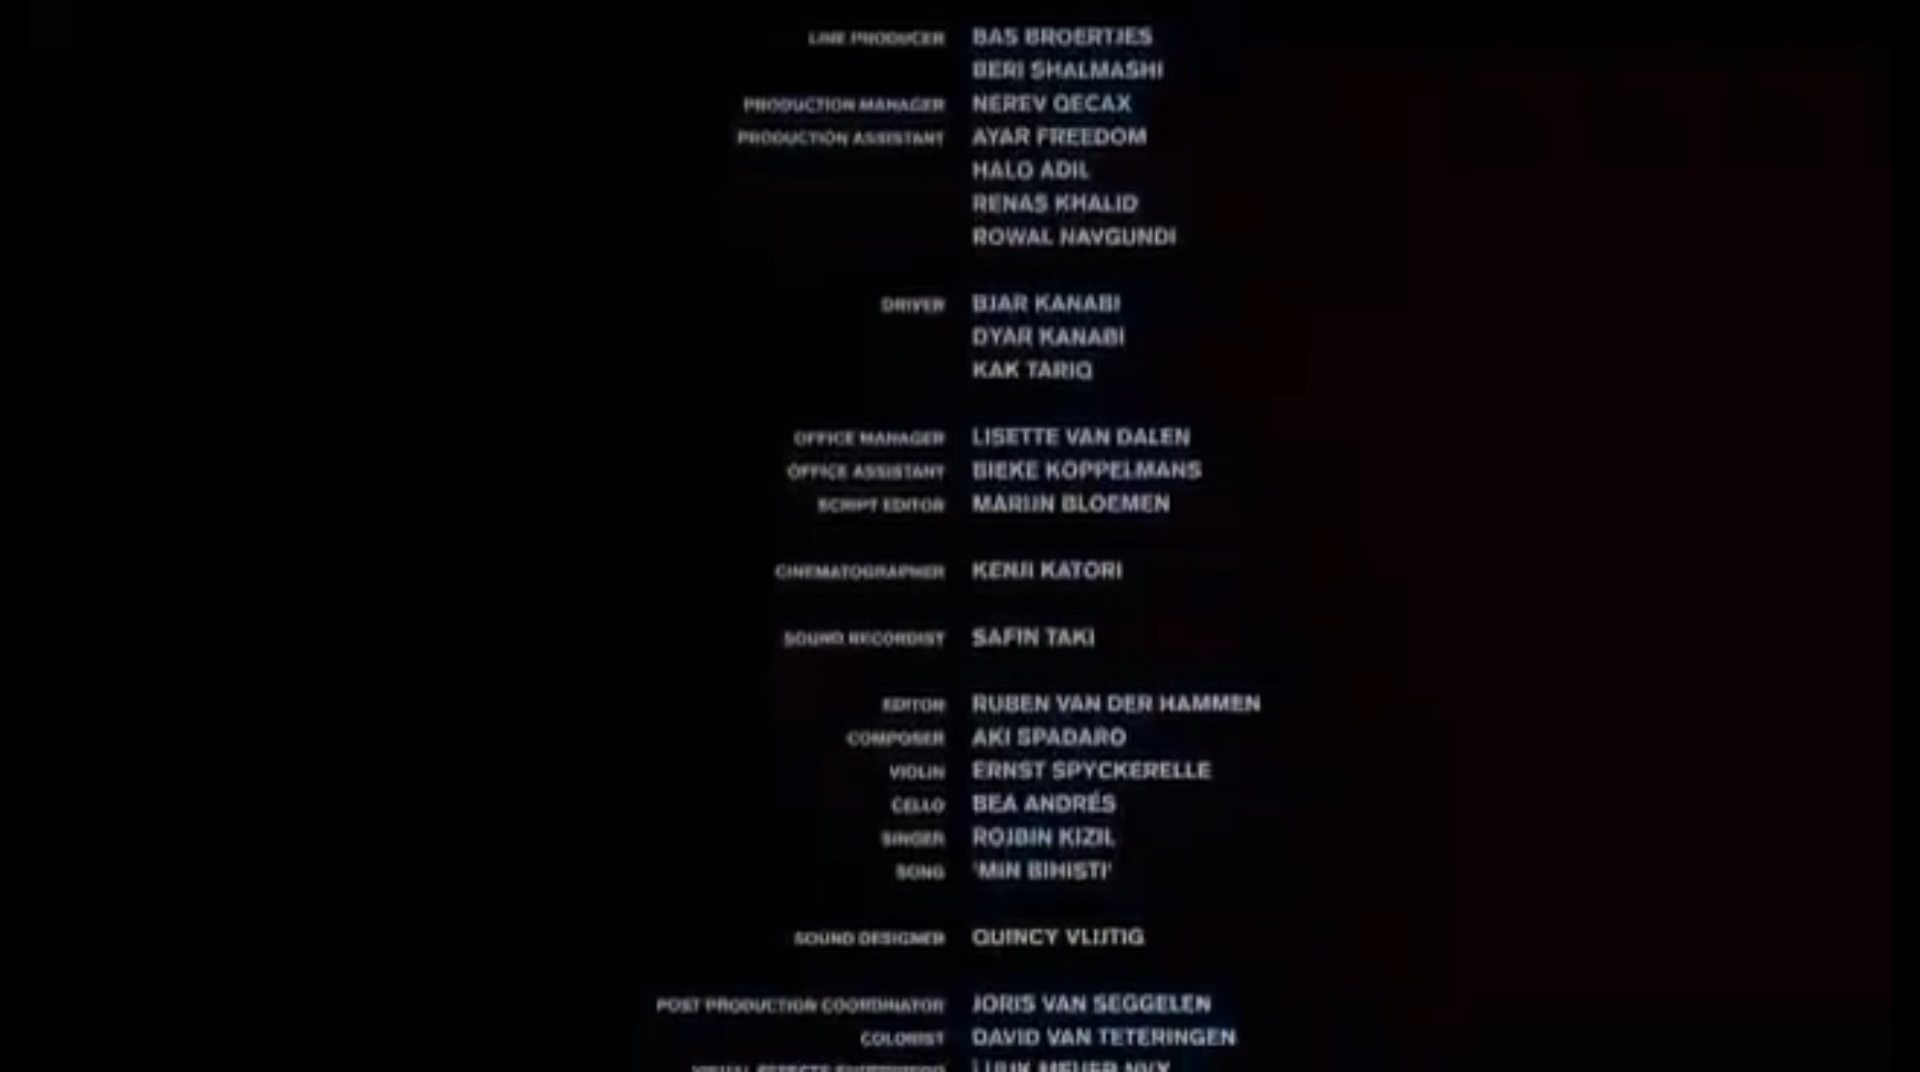 LINE PRODUCER BAS BROERTJES
BERI SHALMASHI
PRODUCTION MANAGER NEREV QECAX
PRODUCTION ASSISTANT AYAR FREEDOM
HALO ADIL
RENAS KHALID
ROWAL NAVGUNDI
DRIVER BJAR KANABI
DYAR KANABI
KAK TARIQ
OFFICE MANAGER LISETTE VAN DALEN
OFFICE ASSISTANT BIEKE KOPPELMANS
SCRIPT EDITOR MARIJN BLOEMEN
CINEMATOGRAPHER KENJI KATORI
SOUND RECORDIST SAFIN TAKI
EDITOR RUBEN VAN DER HAMMEN
COMPOSER AKI SPADARO
VIOLIN ERNST SPYCKERELLE
CELLO BEA ANDRÉS
SINGER ROJBIN KIZIL
SONG 'MIN BIHISTI'
SOUND DESIGNER QUINCY VLIJTIG
POST PRODUCTION COORDINATOR JORIS VAN SEGGELEN
COLORIST DAVID VAN TETERINGEN
VISUAL EFFECTS